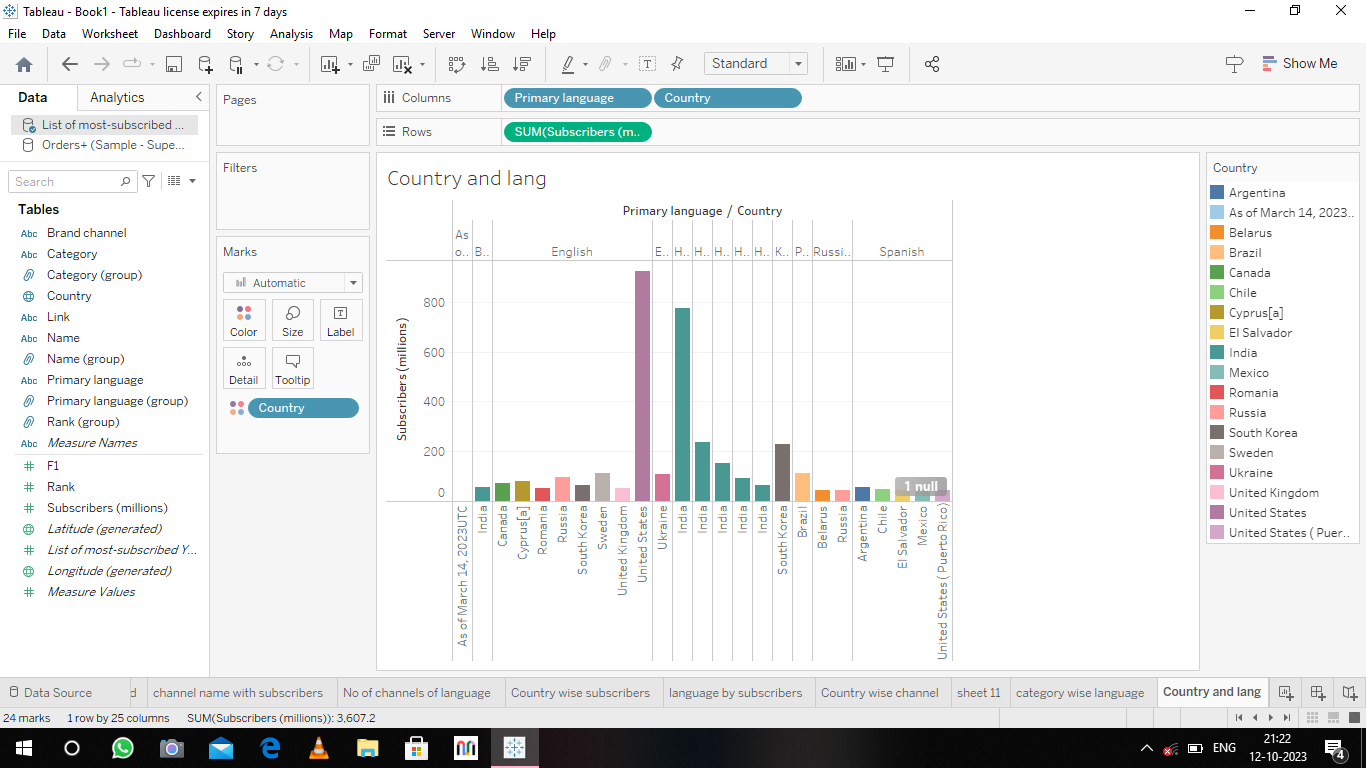 Tableau - Book1 - Tableau license expires in 7 days
File Data Worksheet Dashboard Story Analysis Map Format Server Window Help
Standard
Show Me
Data Analytics
List of most-subscribed ...
Orders+ (Sample - Supe...
Search
Tables
Abc Brand channel
Abc Category
Category (group)
Country
Abc Link
Abc Name
Name (group)
Abc Primary language
Primary language (group)
Rank (group)
Abc Measure Names
F1
Rank
Subscribers (millions)
Latitude (generated)
List of most-subscribed Y...
Longitude (generated)
Measure Values
Pages
Filters
Marks
Automatic
Color Size Label
Detail Tooltip
Country
Columns Primary language Country
Rows SUM(Subscribers (m..
Country and lang
Primary language / Country
As o.. B.. English E.. H.. H.. H.. H.. H.. K.. P.. Russi.. Spanish
Subscribers (millions)
800
600
400
200
0
1 null
As of March 14, 2023UTC
India
Canada
Cyprus[a]
Romania
Russia
South Korea
Sweden
United Kingdom
United States
Ukraine
India
India
India
India
India
South Korea
Brazil
Belarus
Russia
Argentina
Chile
El Salvador
Mexico
United States ( Puerto Rico)
Country
Argentina
As of March 14, 2023..
Belarus
Brazil
Canada
Chile
Cyprus[a]
El Salvador
India
Mexico
Romania
Russia
South Korea
Sweden
Ukraine
United Kingdom
United States
United States ( Puer..
Data Source d channel name with subscribers No of channels of language Country wise subscribers language by subscribers Country wise channel sheet 11 category wise language Country and lang
24 marks 1 row by 25 columns SUM(Subscribers (millions)): 3,607.2
ENG
21:22
12-10-2023
4